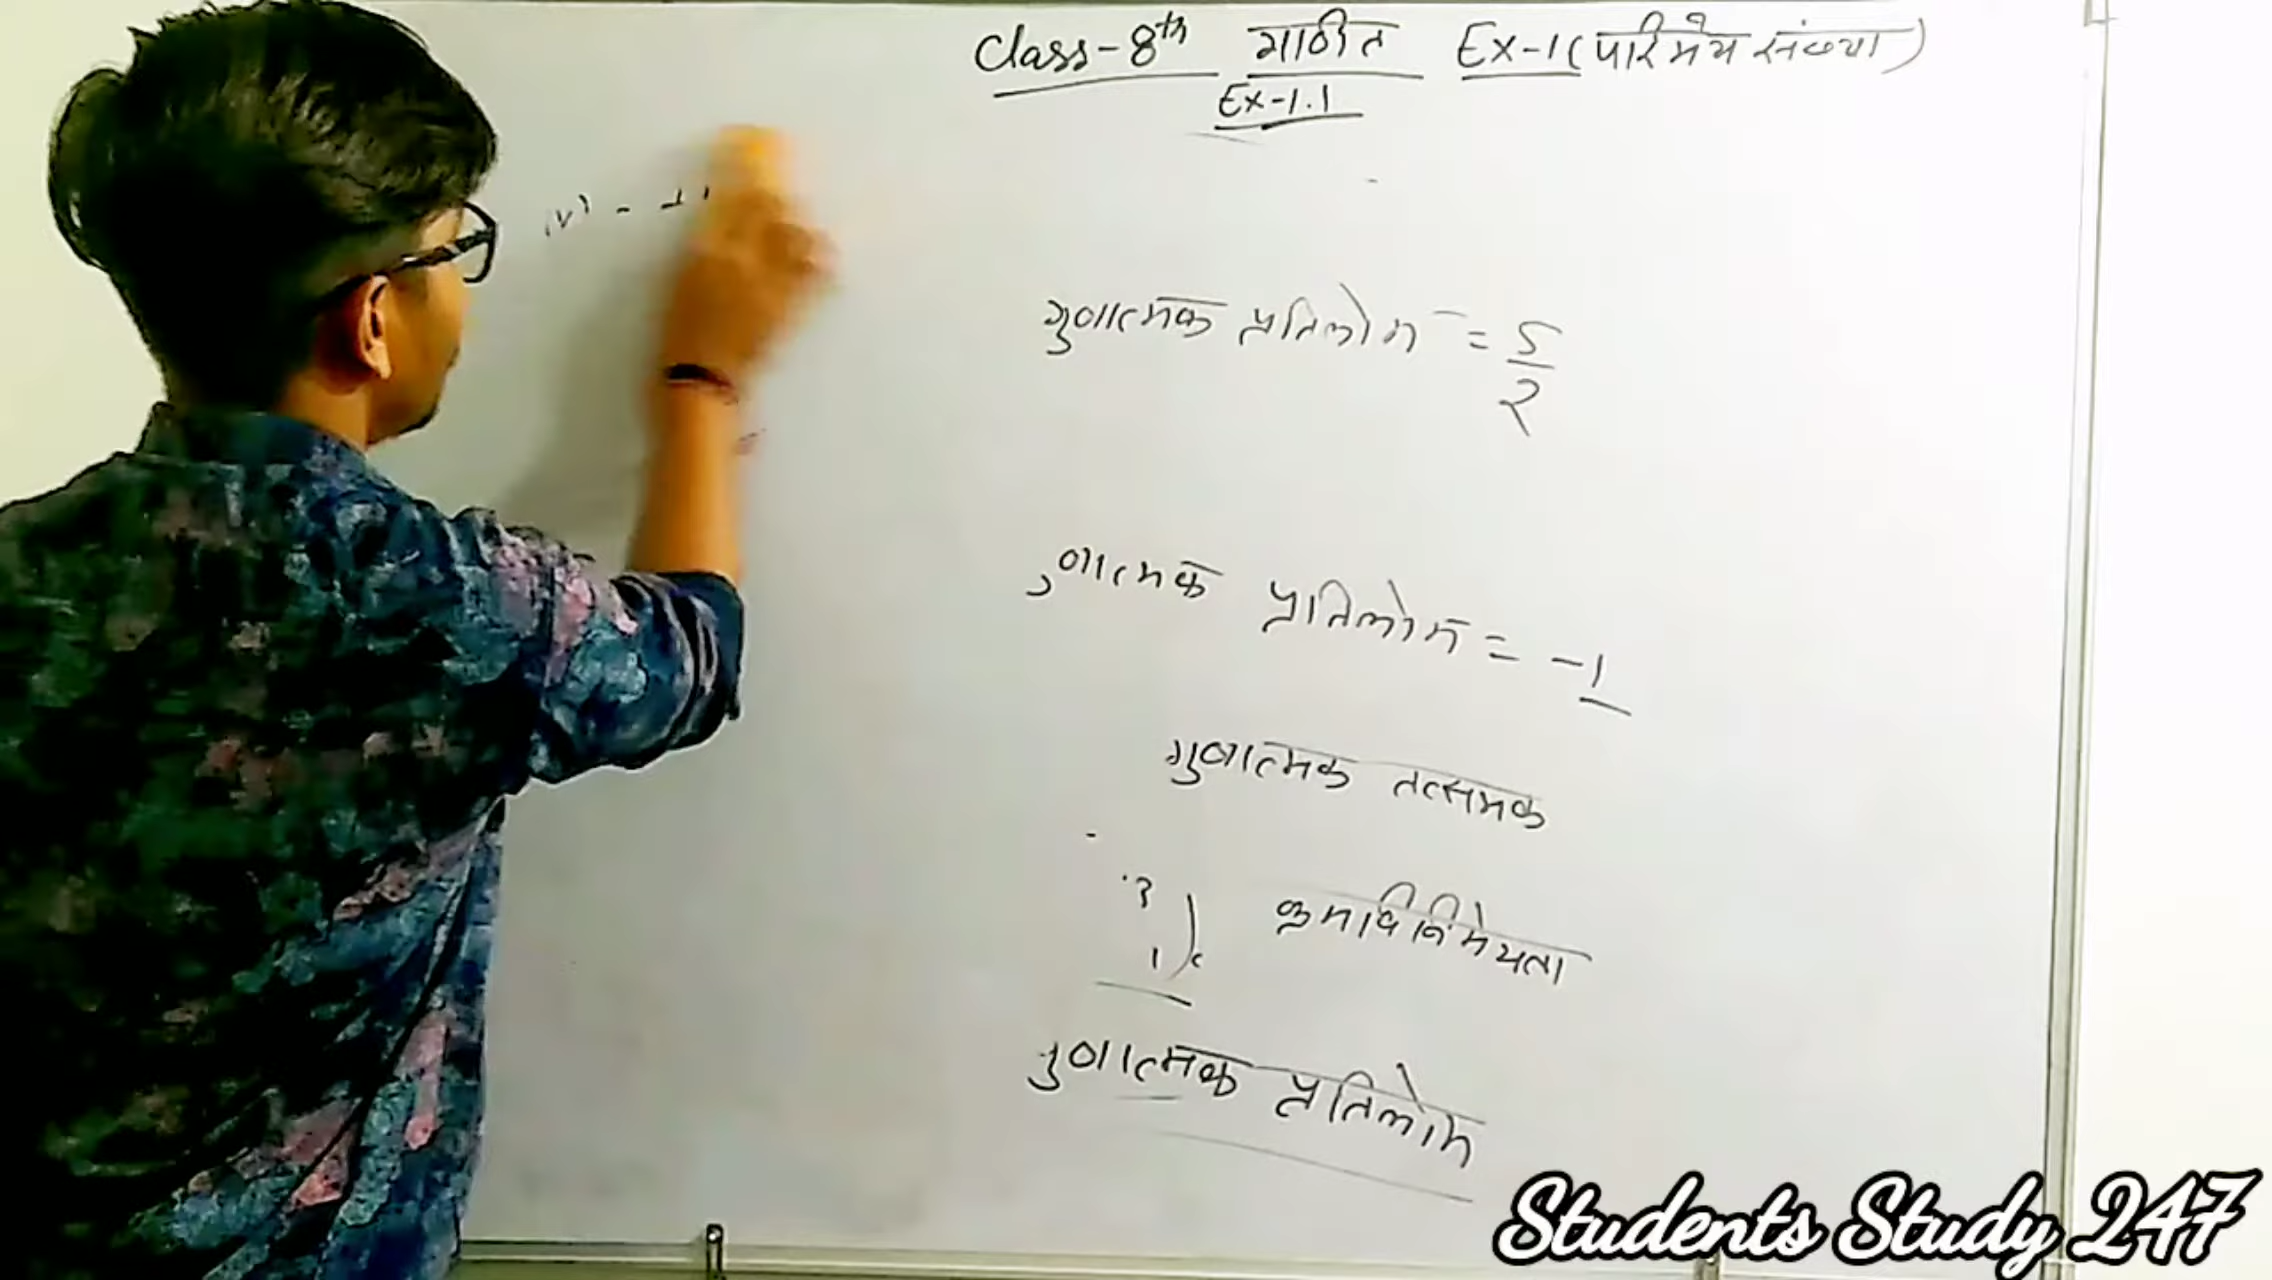 Class-8th गणित Ex-1(परिमेय संख्या)
Ex-1.1
गुणात्मक प्रतिलोम = 5/2
ुणात्मक प्रतिलोम = -1
गुणात्मक तत्समक
क्रमविनिमेयता
गुणात्मक प्रतिलोम
Students Study 247